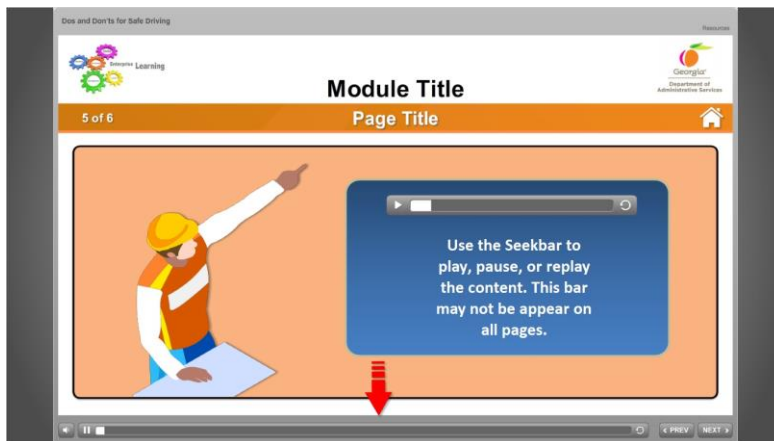 Dos and Don'ts for Safe Driving
Resources
Enterprise Learning
Module Title
Georgia
Department of
Administrative Services
5 of 6
Page Title
Use the Seekbar to
play, pause, or replay
the content. This bar
may not be appear on
all pages.
PREV
NEXT